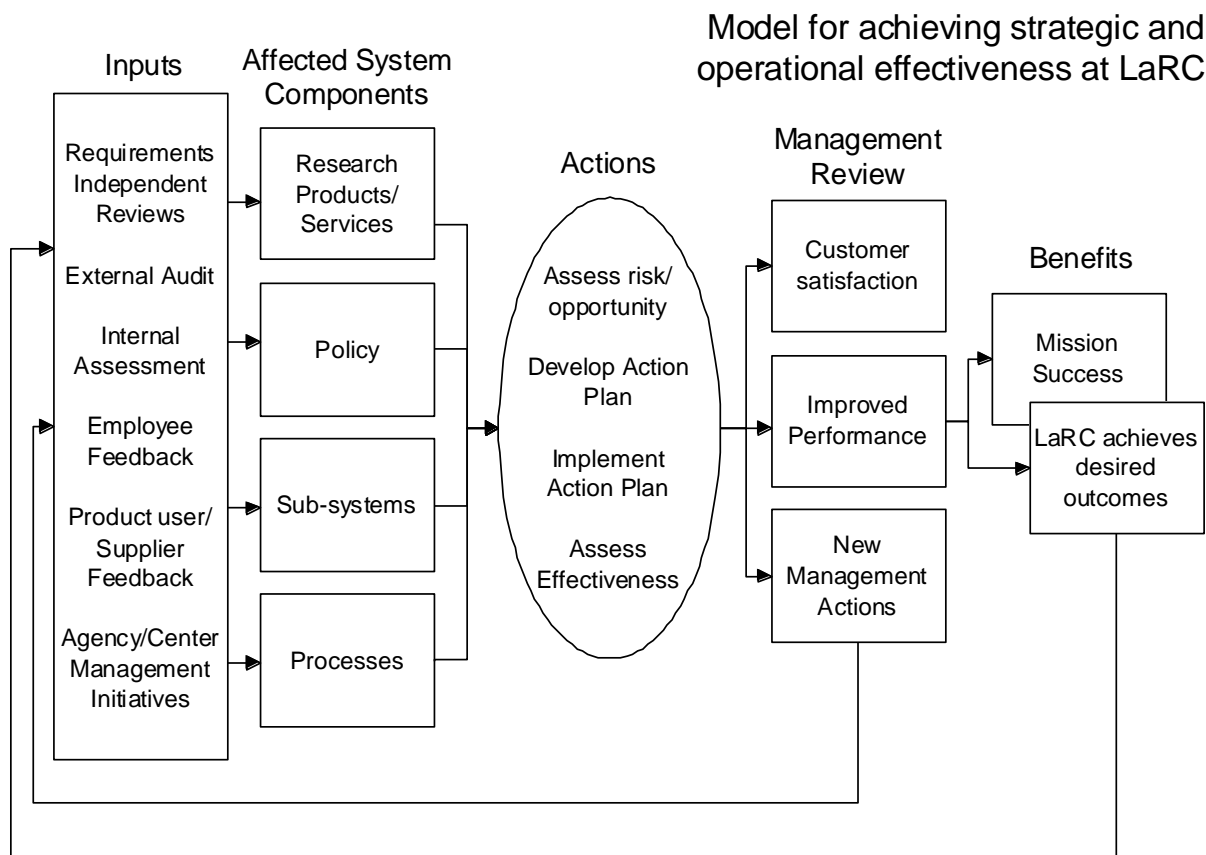 Model for achieving strategic and
operational effectiveness at LaRC
Inputs
Requirements
Independent
Reviews
External Audit
Internal
Assessment
Employee
Feedback
Product user/
Supplier
Feedback
Agency/Center
Management
Initiatives
Affected System
Components
Research
Products/
Services
Policy
Sub-systems
Processes
Actions
Assess risk/
opportunity
Develop Action
Plan
Implement
Action Plan
Assess
Effectiveness
Management
Review
Customer
satisfaction
Improved
Performance
New
Management
Actions
Benefits
Mission
Success
LaRC achieves
desired
outcomes